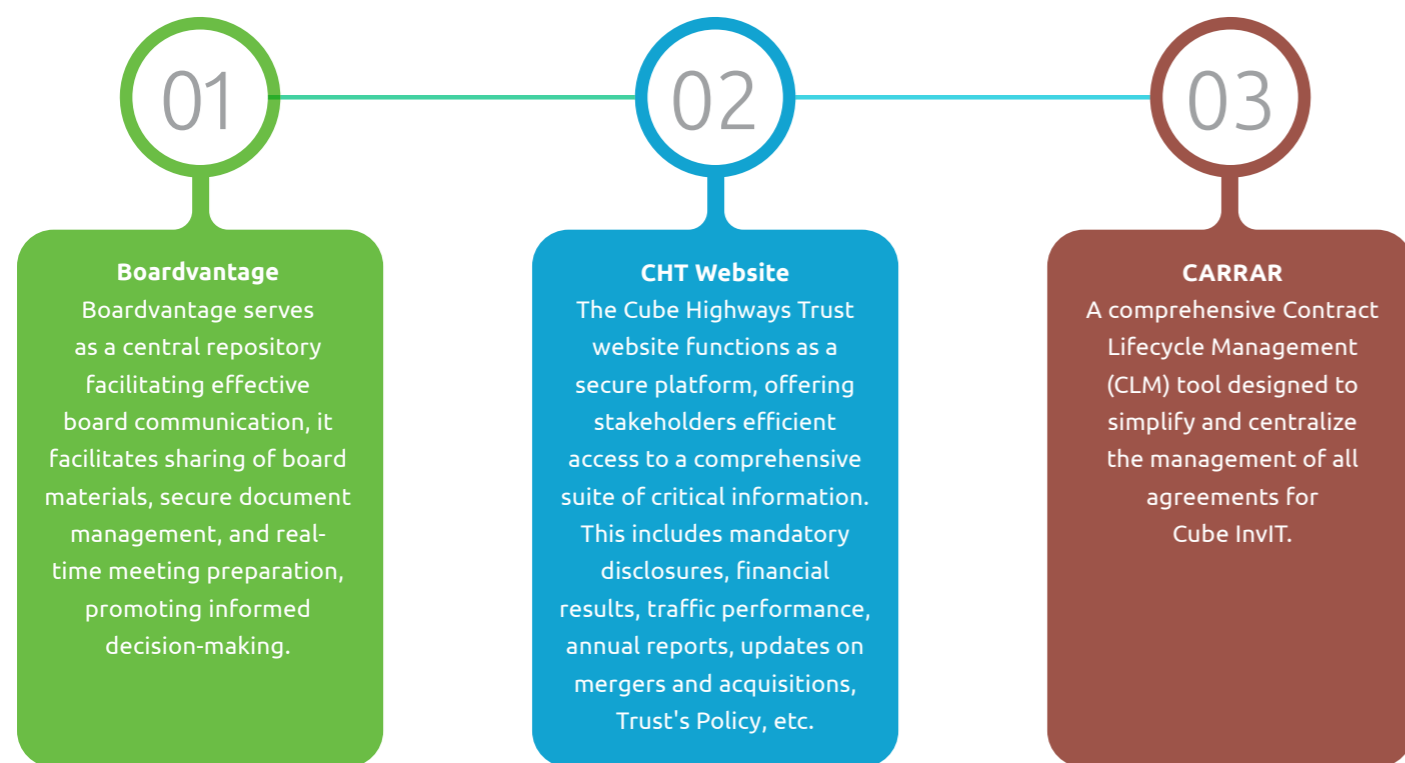 01
Boardvantage
Boardvantage serves
as a central repository
facilitating effective
board communication, it
facilitates sharing of board
materials, secure document
management, and real-
time meeting preparation,
promoting informed
decision-making.
02
CHT Website
The Cube Highways Trust
website functions as a
secure platform, offering
stakeholders efficient
access to a comprehensive
suite of critical information.
This includes mandatory
disclosures, financial
results, traffic performance,
annual reports, updates on
mergers and acquisitions,
Trust's Policy, etc.
03
CARRAR
A comprehensive Contract
Lifecycle Management
(CLM) tool designed to
simplify and centralize
the management of all
agreements for
Cube InvIT.